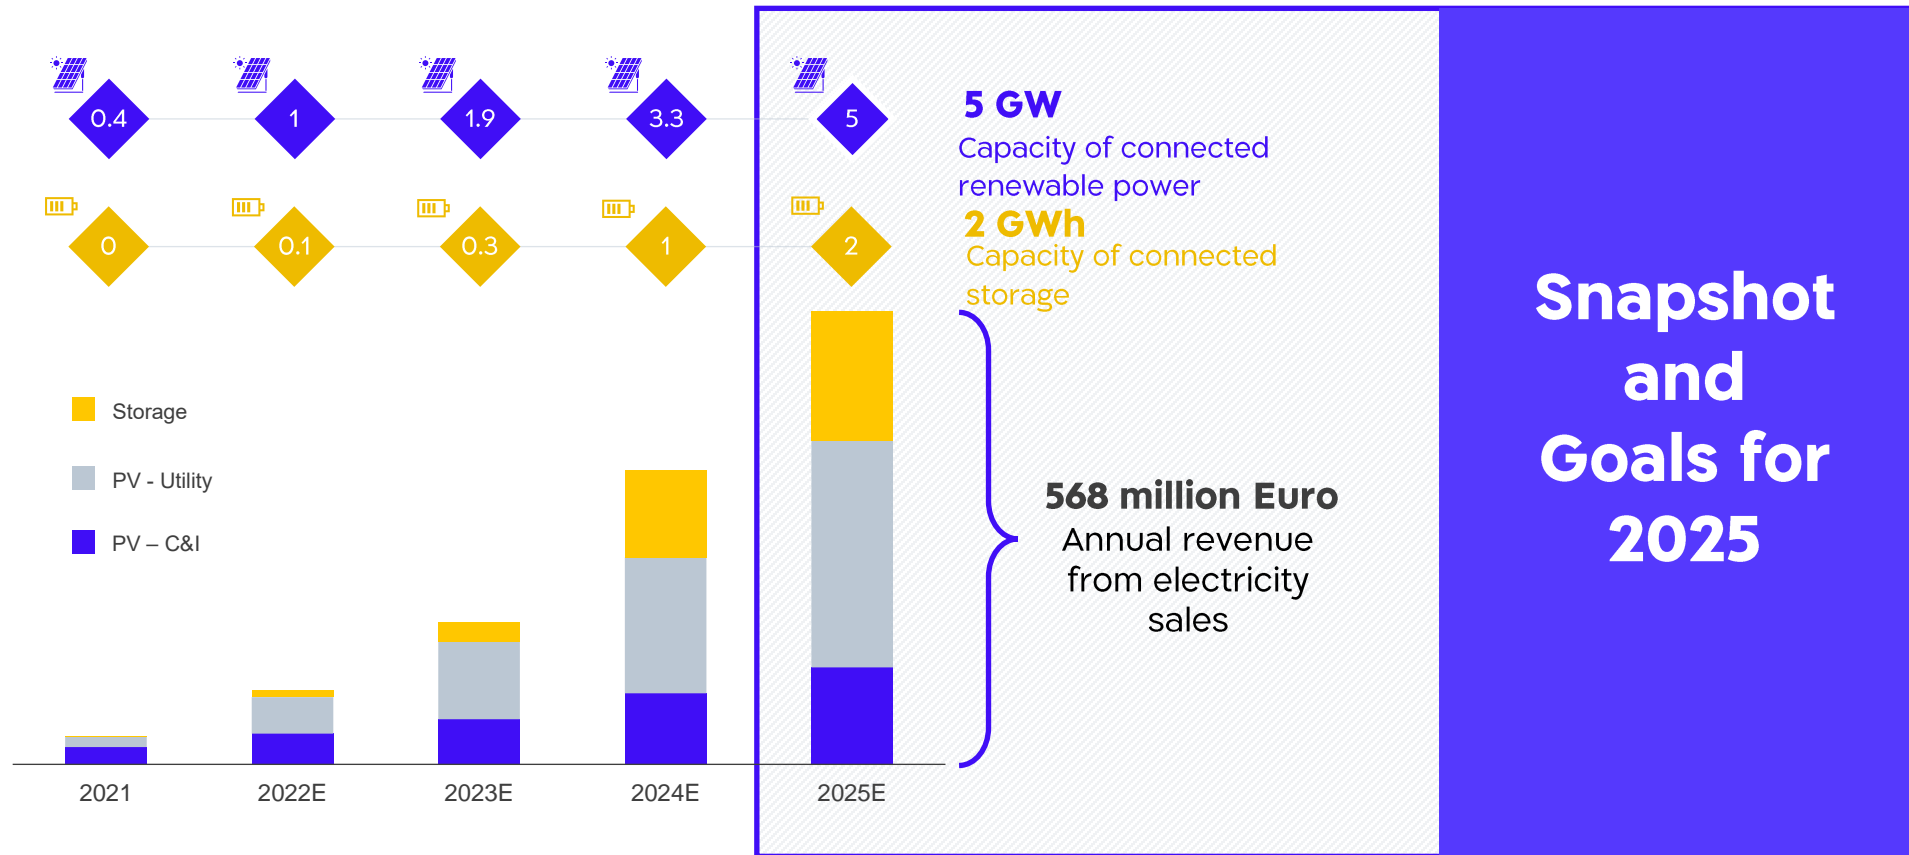 0.4
1
1.9
3.3
5
5 GW
Capacity of connected
renewable power
0
0.1
0.3
1
2
2 GWh
Capacity of connected
storage
Storage
PV - Utility
PV – C&I
568 million Euro
Annual revenue
from electricity
sales
2021
2022E
2023E
2024E
2025E
Snapshot
and
Goals for
2025